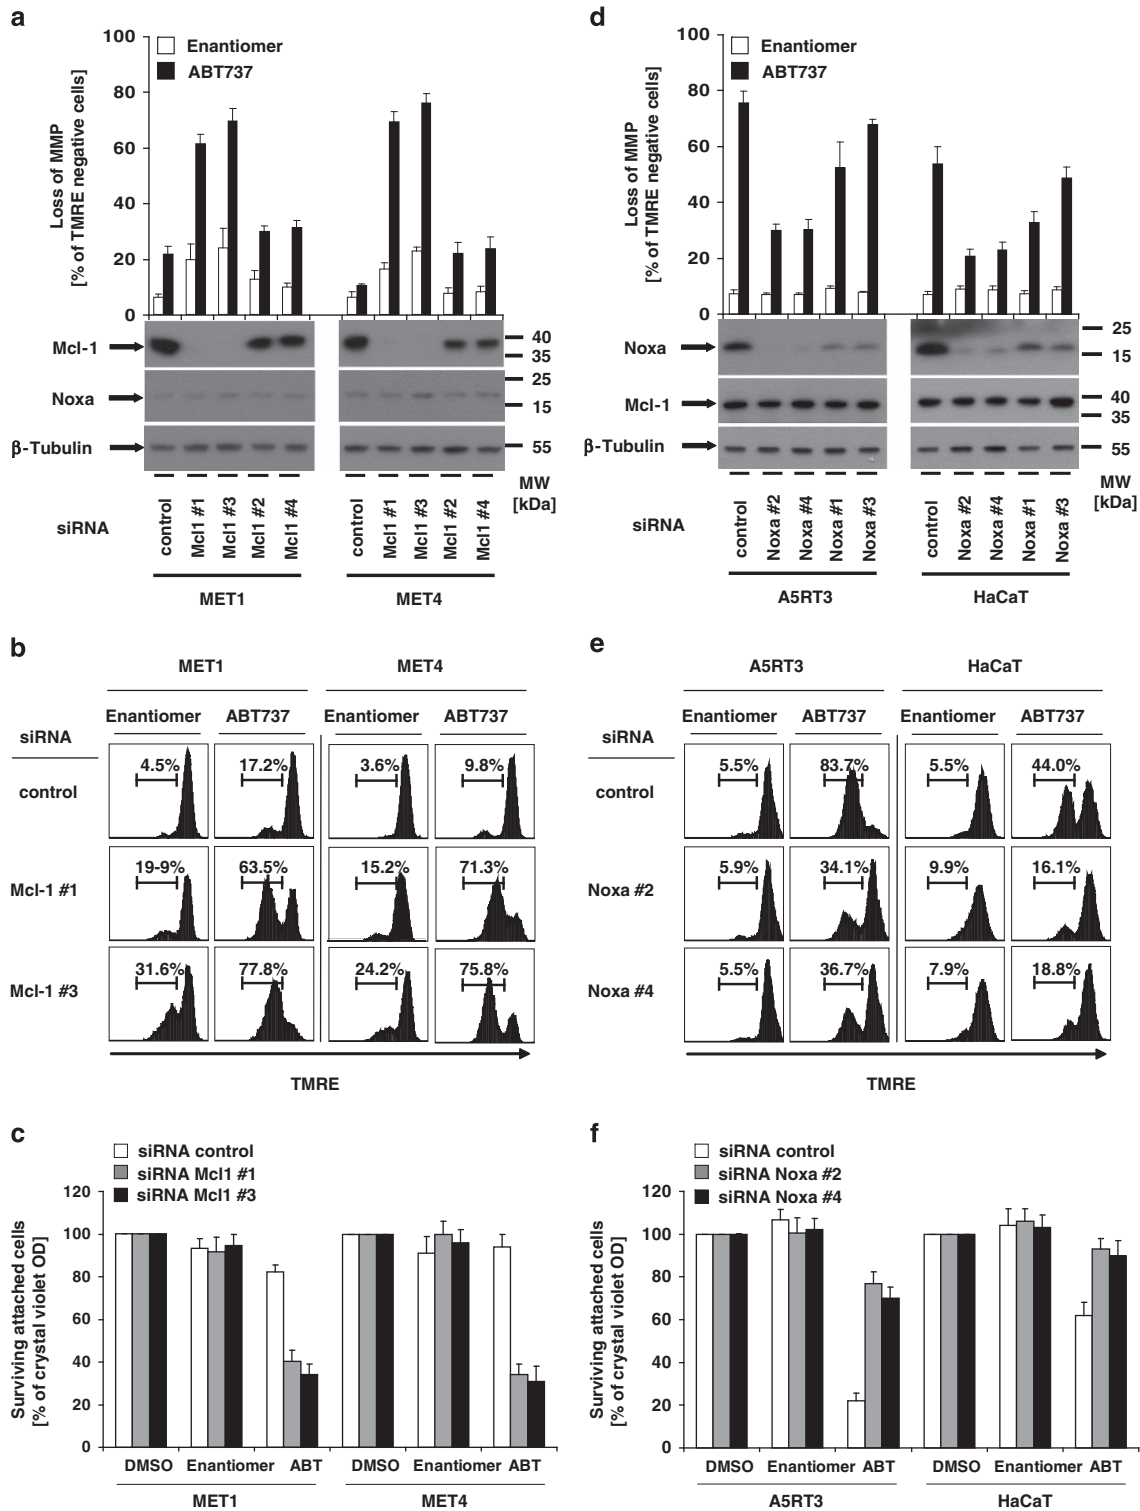 a
100
80
60
40
20
0
Loss of MMP
[% of TMRE negative cells]
Enantiomer
ABT737
Mcl-1
Noxa
β-Tubulin
40
35
25
15
55
MW
[kDa]
siRNA
control
Mcl1 #1
Mcl1 #3
Mcl1 #2
Mcl1 #4
control
Mcl1 #1
Mcl1 #3
Mcl1 #2
Mcl1 #4
MET1
MET4
d
100
80
60
40
20
0
Loss of MMP
[% of TMRE negative cells]
Enantiomer
ABT737
Noxa
Mcl-1
β-Tubulin
25
15
40
35
55
MW
[kDa]
siRNA
control
Noxa #2
Noxa #4
Noxa #1
Noxa #3
control
Noxa #2
Noxa #4
Noxa #1
Noxa #3
A5RT3
HaCaT
b
MET1
MET4
Enantiomer
ABT737
Enantiomer
ABT737
siRNA
control
4.5%
17.2%
3.6%
9.8%
Mcl-1 #1
19-9%
63.5%
15.2%
71.3%
Mcl-1 #3
31.6%
77.8%
24.2%
75.8%
TMRE
e
A5RT3
HaCaT
Enantiomer
ABT737
Enantiomer
ABT737
siRNA
control
5.5%
83.7%
5.5%
44.0%
Noxa #2
5.9%
34.1%
9.9%
16.1%
Noxa #4
5.5%
36.7%
7.9%
18.8%
TMRE
c
siRNA control
siRNA Mcl1 #1
siRNA Mcl1 #3
120
100
80
60
40
20
0
Surviving attached cells
[% of crystal violet OD]
DMSO
Enantiomer
ABT
DMSO
Enantiomer
ABT
MET1
MET4
f
siRNA control
siRNA Noxa #2
siRNA Noxa #4
120
100
80
60
40
20
0
Surviving attached cells
[% of crystal violet OD]
DMSO
Enantiomer
ABT
DMSO
Enantiomer
ABT
A5RT3
HaCaT